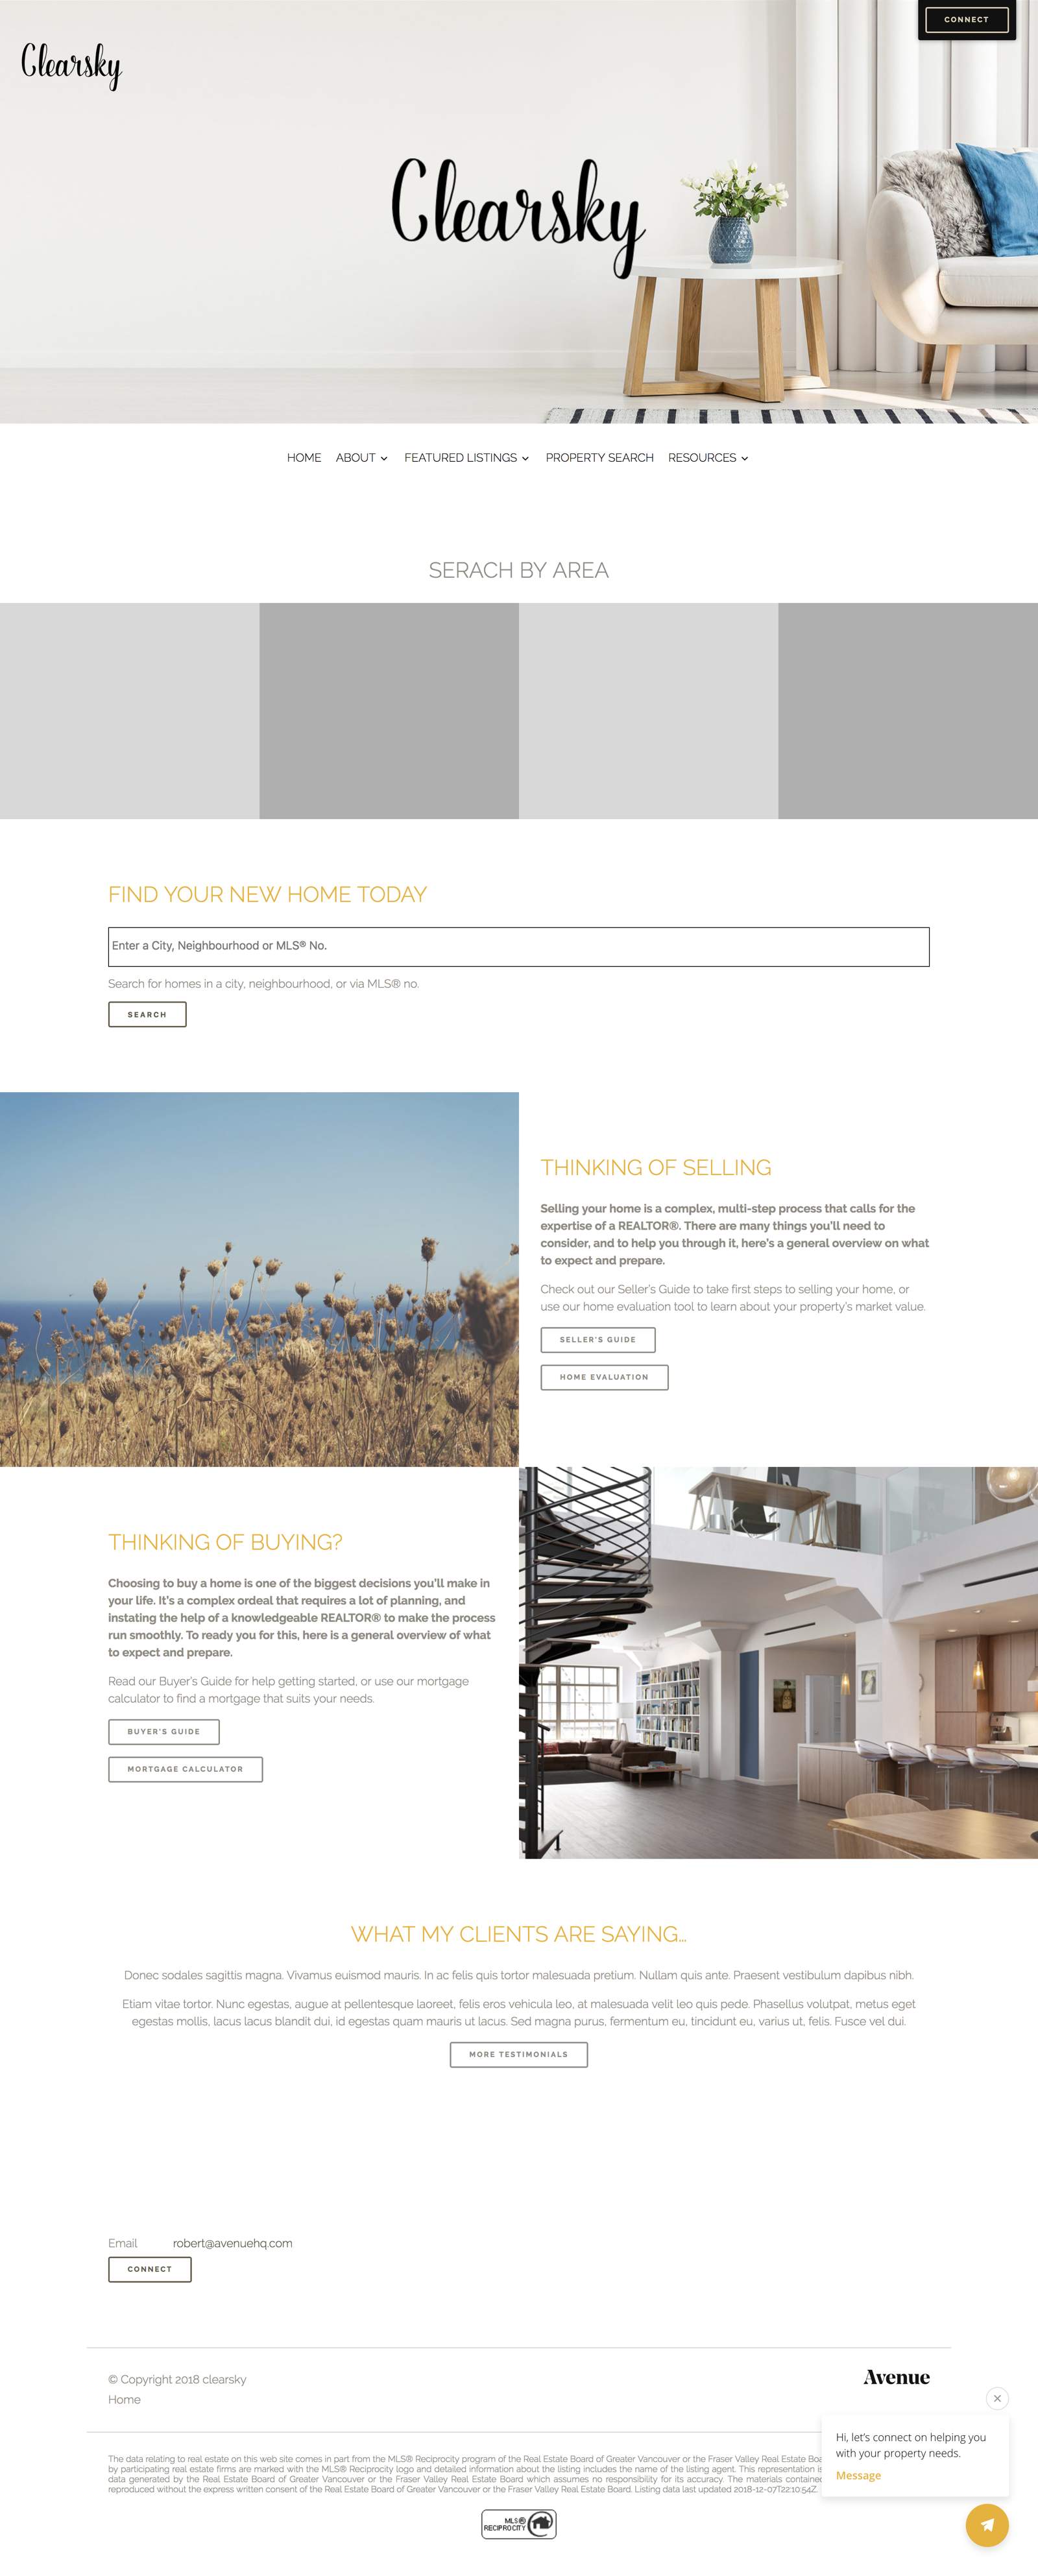 CONNECT
Clearsky
Clearsky
HOME ABOUT FEATURED LISTINGS PROPERTY SEARCH RESOURCES
SERACH BY AREA
FIND YOUR NEW HOME TODAY
Enter a City, Neighbourhood or MLS® No.
Search for homes in a city, neighbourhood, or via MLS® no.
SEARCH
THINKING OF SELLING
Selling your home is a complex, multi-step process that calls for the
expertise of a REALTOR®. There are many things you'll need to
consider, and to help you through it, here's a general overview on what
to expect and prepare.
Check out our Seller's Guide to take first steps to selling your home, or
use our home evaluation tool to learn about your property's market value.
SELLER'S GUIDE
HOME EVALUATION
THINKING OF BUYING?
Choosing to buy a home is one of the biggest decisions you'll make in
your life. It's a complex ordeal that requires a lot of planning, and
instating the help of a knowledgeable REALTOR® to make the process
run smoothly. To ready you for this, here is a general overview of what
to expect and prepare.
Read our Buyer's Guide for help getting started, or use our mortgage
calculator to find a mortgage that suits your needs.
BUYER'S GUIDE
MORTGAGE CALCULATOR
WHAT MY CLIENTS ARE SAYING...
Donec sodales sagittis magna. Vivamus euismod mauris. In ac felis quis tortor malesuada pretium. Nullam quis ante. Praesent vestibulum dapibus nibh.
Etiam vitae tortor. Nunc egestas, augue at pellentesque laoreet, felis eros vehicula leo, at malesuada velit leo quis pede. Phasellus volutpat, metus eget
egestas mollis, lacus lacus blandit dui, id egestas quam mauris ut lacus. Sed magna purus, fermentum eu, tincidunt eu, varius ut, felis. Fusce vel dui.
MORE TESTIMONIALS
Email robert@avenuehq.com
CONNECT
© Copyright 2018 clearsky
Home
Avenue
Hi, let's connect on helping you
with your property needs.
Message
The data relating to real estate on this web site comes in part from the MLS® Reciprocity program of the Real Estate Board of Greater Vancouver or the Fraser Valley Real Estate
by participating real estate firms are marked with the MLS® Reciprocity logo and detailed information about the listing includes the name of the listing agent. This representation is
data generated by the Real Estate Board of Greater Vancouver or the Fraser Valley Real Estate Board which assumes no responsibility for its accuracy. The materials
reproduced without the express written consent of the Real Estate Board of Greater Vancouver or the Fraser Valley Real Estate Board. Listing data last updated 2018-12-07T22:10:54Z.
MLS®
RECIPROCITY